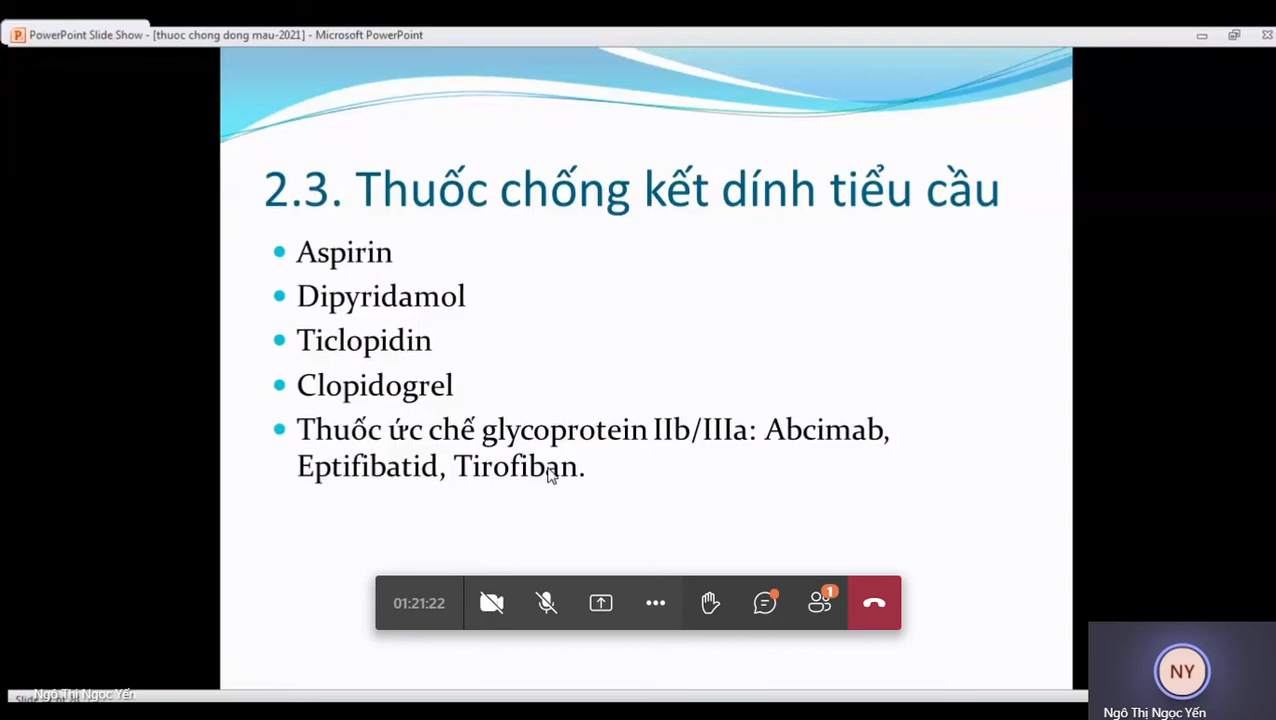 PowerPoint Slide Show - [thuoc chong dong mau-2021] - Microsoft PowerPoint
2.3. Thuốc chống kết dính tiểu cầu
Aspirin
Dipyridamol
Ticlopidin
Clopidogrel
Thuốc ức chế glycoprotein IIb/IIIa: Abcimab,
Eptifibatid, Tirofiban.
01:21:22
1
NY
Ngô Thị Ngọc Yến
Ngô Thị Ngọc Yến